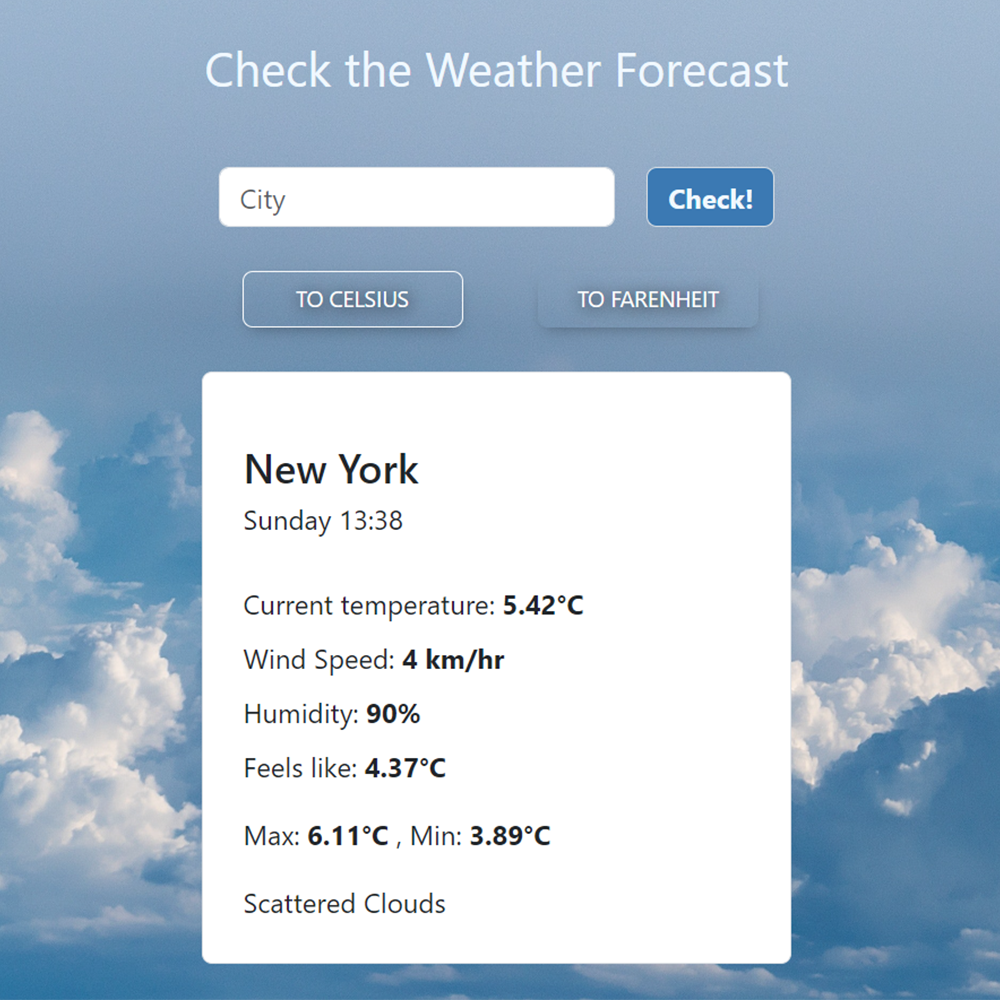 Check the Weather Forecast
City
Check!
TO CELSIUS
TO FARENHEIT
New York
Sunday 13:38
Current temperature: 5.42°C
Wind Speed: 4 km/hr
Humidity: 90%
Feels like: 4.37°C
Max: 6.11°C , Min: 3.89°C
Scattered Clouds